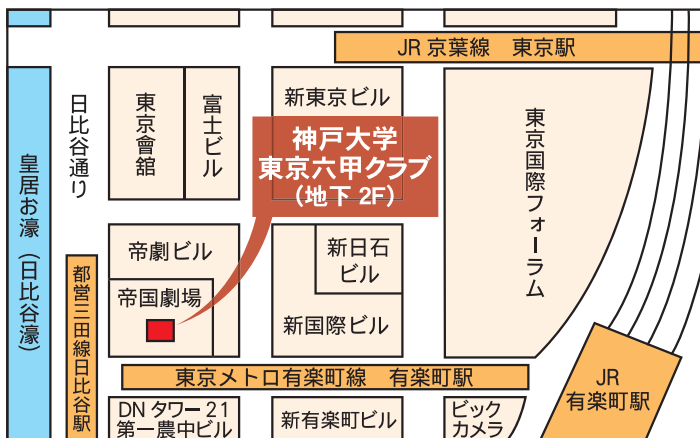 JR 京葉線　東京駅
日比谷通り
東京會舘
富士ビル
新東京ビル
神戸大学
東京六甲クラブ
（地下 2F）
東京国際フォーラム
皇居お濠（日比谷濠）
帝劇ビル
帝国劇場
新日石
ビル
新国際ビル
都営三田線日比谷駅
東京メトロ有楽町線　有楽町駅
JR
有楽町駅
DN タワー 21
第一農中ビル
新有楽町ビル
ビック
カメラ